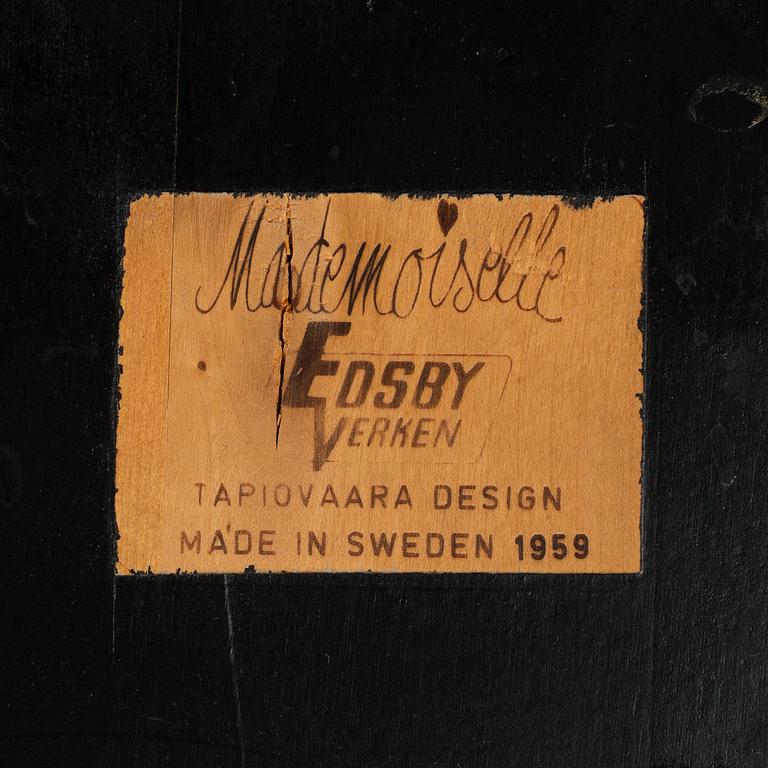 Mademoiselle
EDSBY
VERKEN
TAPIOVAARA DESIGN
MADE IN SWEDEN 1959